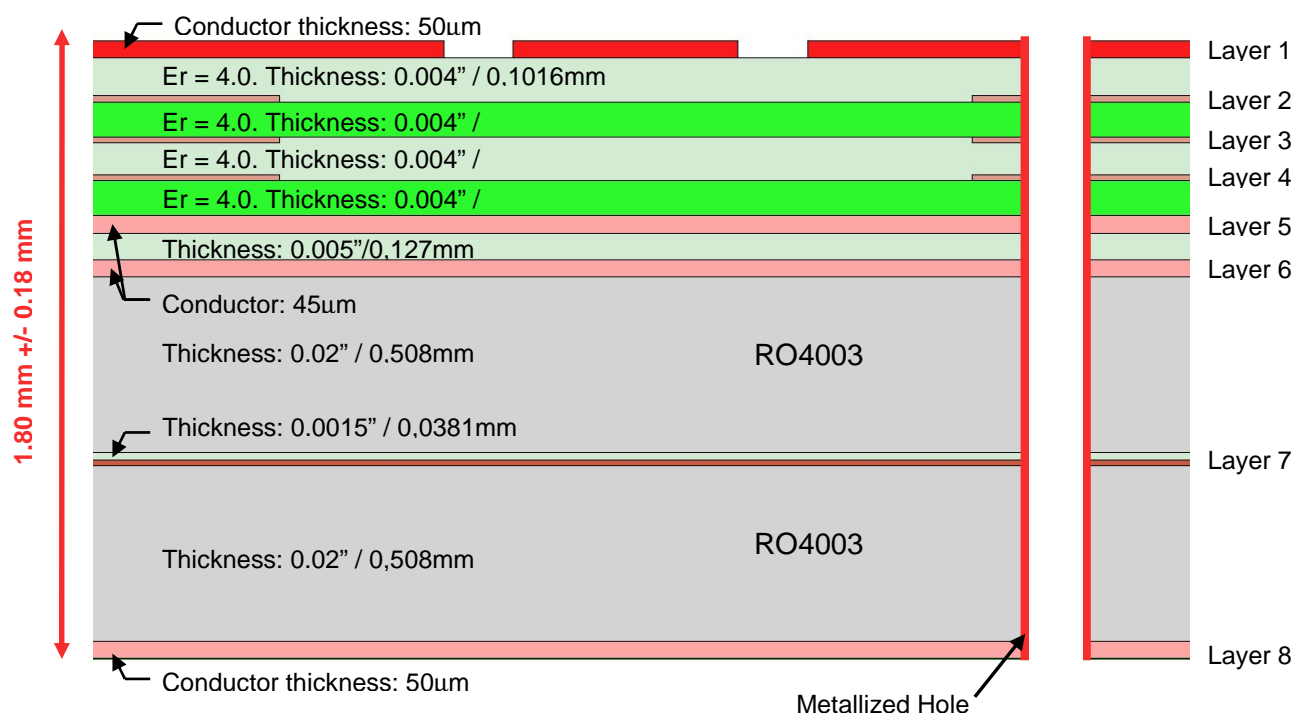 Conductor thickness: 50μm
Layer 1
Er = 4.0. Thickness: 0.004” / 0,1016mm
Layer 2
Er = 4.0. Thickness: 0.004” /
Layer 3
Er = 4.0. Thickness: 0.004” /
Layer 4
Er = 4.0. Thickness: 0.004” /
Layer 5
Thickness: 0.005”/0,127mm
Layer 6
Conductor: 45μm
1.80 mm +/- 0.18 mm
Thickness: 0.02” / 0,508mm
RO4003
Thickness: 0.0015” / 0,0381mm
Layer 7
RO4003
Thickness: 0.02” / 0,508mm
Layer 8
Conductor thickness: 50μm
Metallized Hole